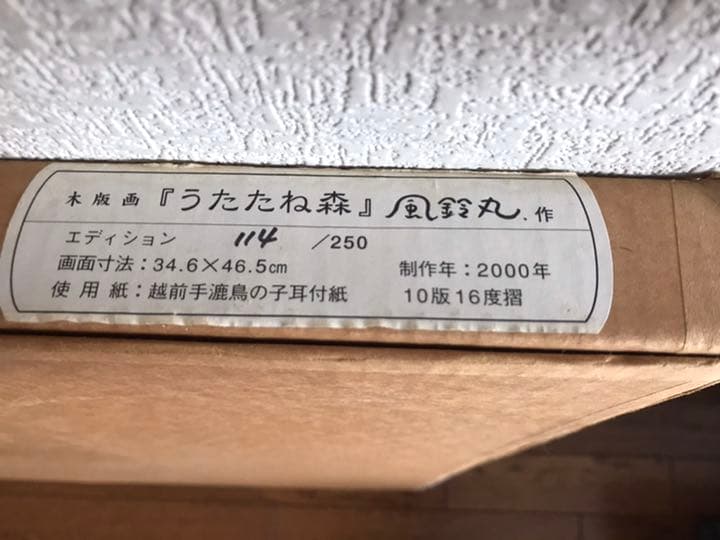 木版画『うたたね森』風鈴丸.作
エディション 114 /250
画面寸法:34.6×46.5cm 制作年:2000年
使用紙:越前手漉鳥の子耳付紙 10版16度摺